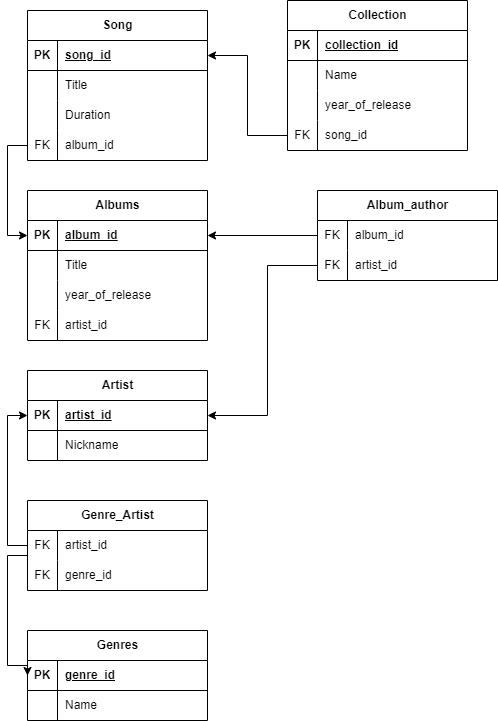 Song
PK song_id
Title
Duration
FK album_id
Collection
PK collection_id
Name
year_of_release
FK song_id
Albums
PK album_id
Title
year_of_release
FK artist_id
Album_author
FK album_id
FK artist_id
Artist
PK artist_id
Nickname
Genre_Artist
FK artist_id
FK genre_id
Genres
PK genre_id
Name